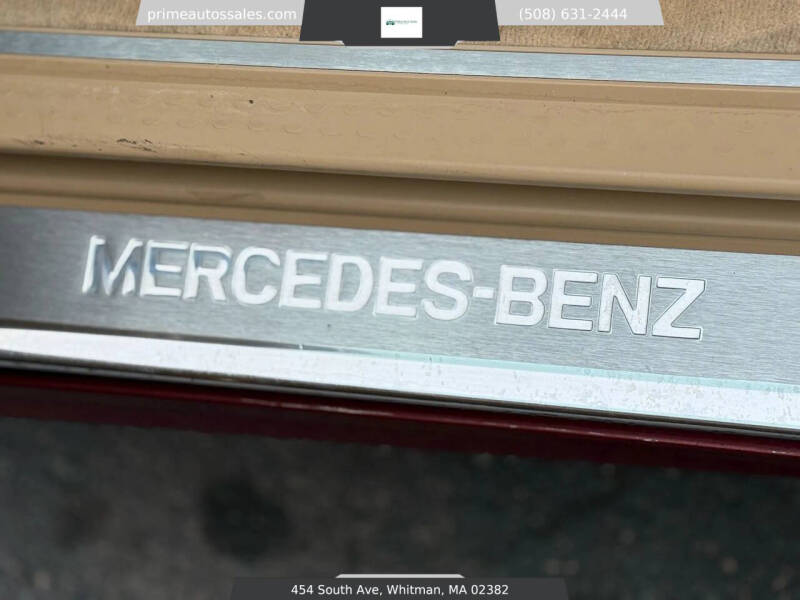 primeautossales.com
(508) 631-2444
MERCEDES-BENZ
454 South Ave, Whitman, MA 02382